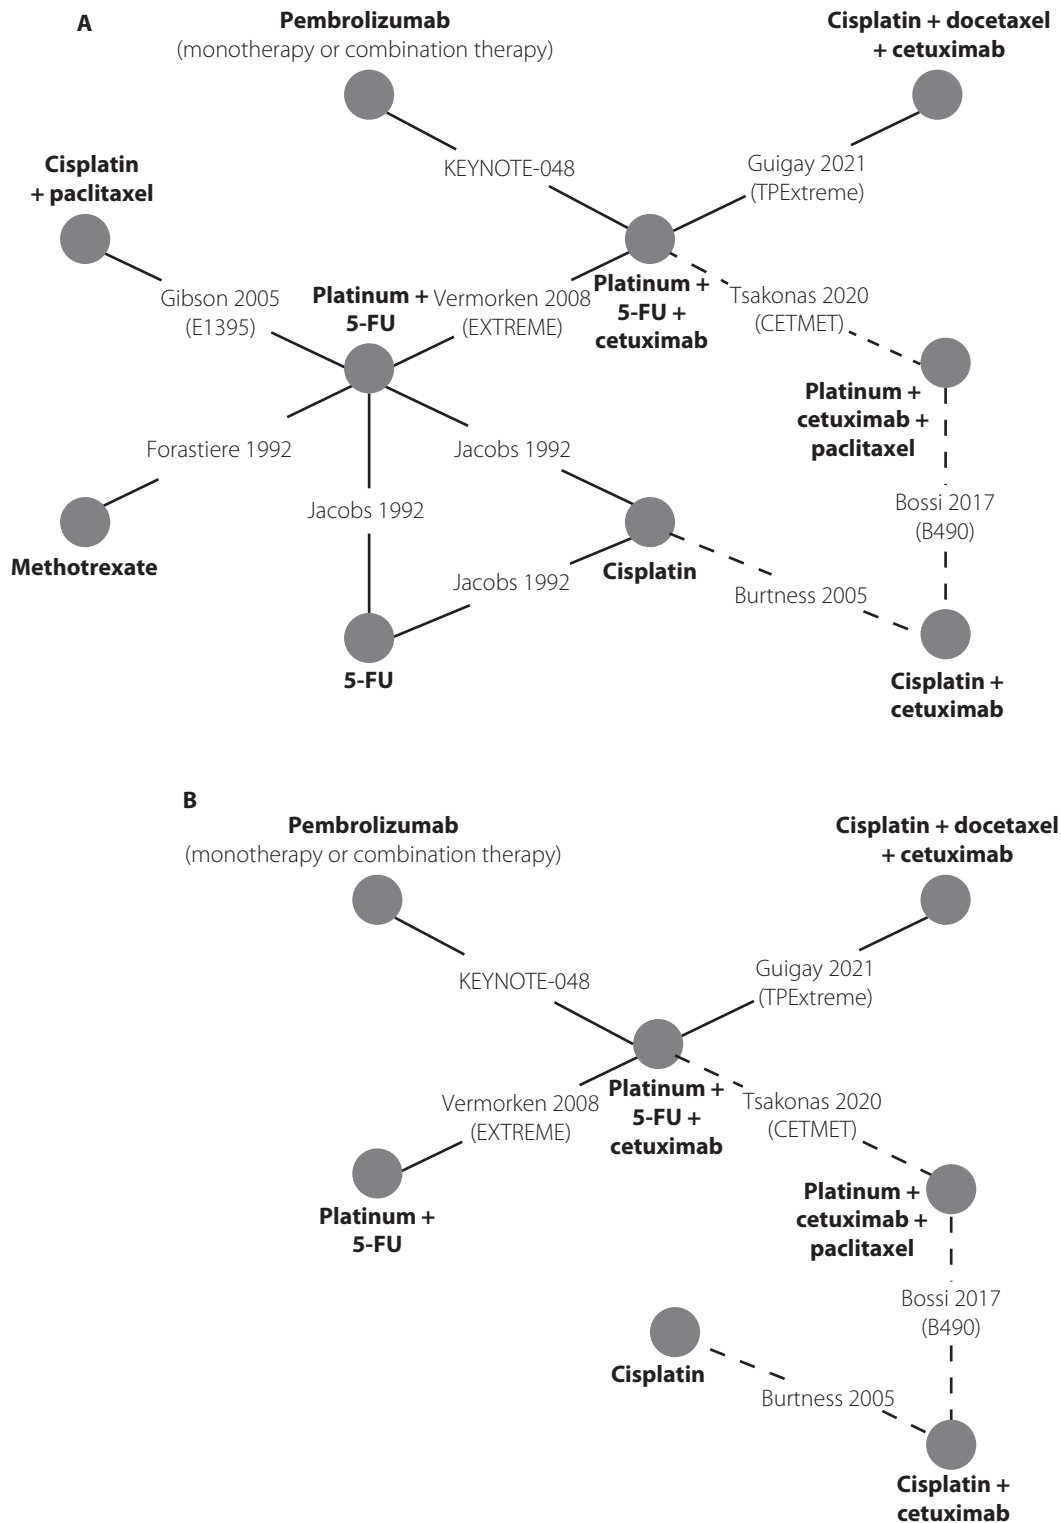 A
Pembrolizumab
(monotherapy or combination therapy)
Cisplatin + docetaxel
+ cetuximab
KEYNOTE-048
Guigay 2021
(TPExtreme)
Cisplatin
+ paclitaxel
Gibson 2005
(E1395)
Platinum +
5-FU
Vermorken 2008
(EXTREME)
Platinum +
5-FU +
cetuximab
Tsakonas 2020
(CETMET)
Platinum +
cetuximab +
paclitaxel
Forastiere 1992
Jacobs 1992
Jacobs 1992
Bossi 2017
(B490)
Methotrexate
Jacobs 1992
Cisplatin
Burtness 2005
5-FU
Cisplatin +
cetuximab
B
Pembrolizumab
(monotherapy or combination therapy)
Cisplatin + docetaxel
+ cetuximab
KEYNOTE-048
Guigay 2021
(TPExtreme)
Vermorken 2008
(EXTREME)
Platinum +
5-FU +
cetuximab
Tsakonas 2020
(CETMET)
Platinum +
5-FU
Platinum +
cetuximab +
paclitaxel
Bossi 2017
(B490)
Cisplatin
Burtness 2005
Cisplatin +
cetuximab